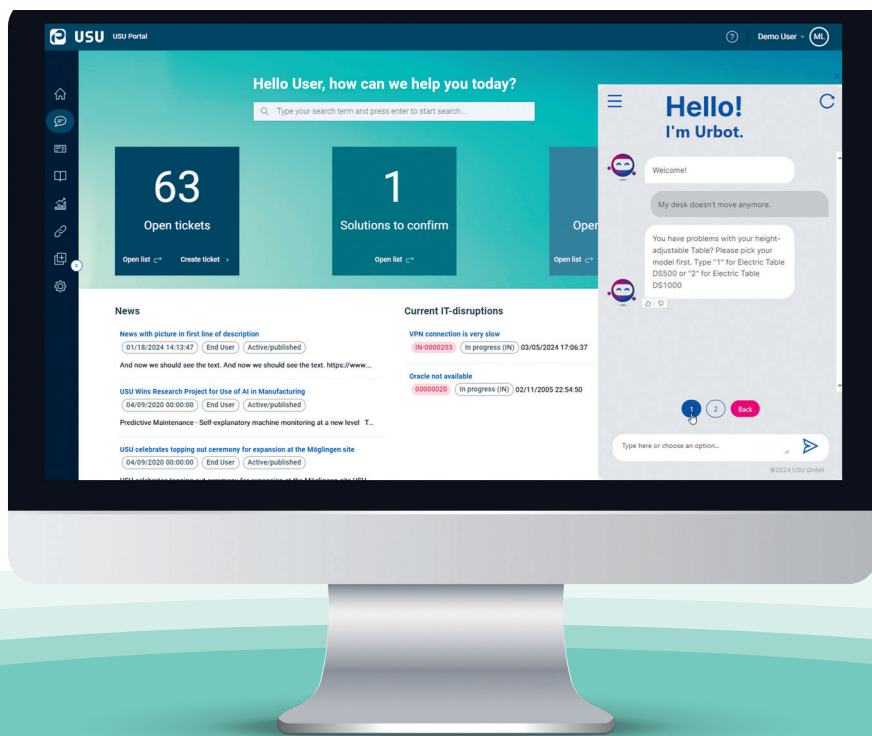 USU USU Portal
Demo User ML
Hello User, how can we help you today?
Type your search term and press enter to start search...
63
Open tickets
Open list Create ticket
1
Solutions to confirm
Open list
Open
Open list
News
News with picture in first line of description
01/18/2024 14:13:47 End User Active/published
And now we should see the text. And now we should see the text. https://www...
USU Wins Research Project for Use of AI in Manufacturing
04/09/2020 00:00:00 End User Active/published
Predictive Maintenance - Self-explanatory machine monitoring at a new level T...
USU celebrates topping out ceremony for expansion at the Möglingen site
04/09/2020 00:00:00 End User Active/published
Current IT-disruptions
VPN connection is very slow
IN-0000253 In progress (IN) 03/05/2024 17:06:37
Oracle not available
00000020 In progress (IN) 02/11/2005 22:54:50
Hello!
I'm Urbot.
Welcome!
My desk doesn't move anymore.
You have problems with your height-
adjustable Table? Please pick your
model first. Type "1" for Electric Table
DS500 or "2" for Electric Table
DS1000
1 2 Back
Type here or choose an option...
©2024 USU GmbH